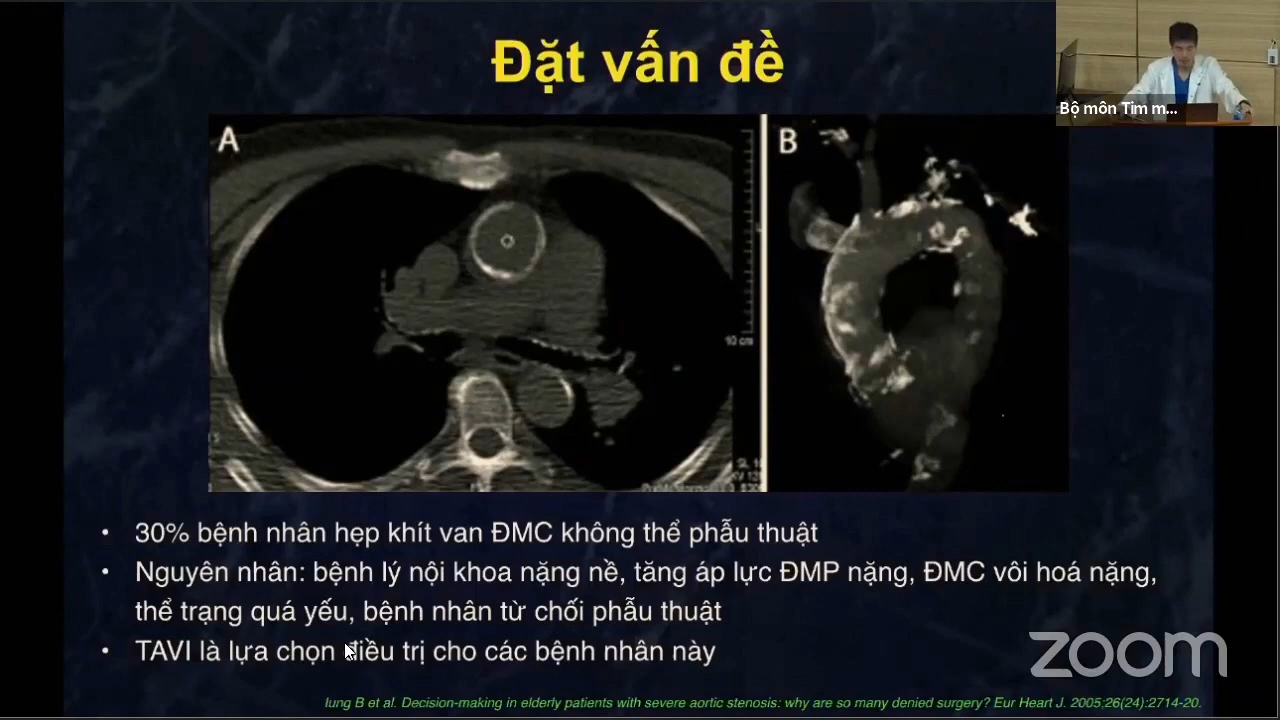 Đặt vấn đề
Bộ môn Tim m...
A
B
10 cm
• 30% bệnh nhân hẹp khít van ĐMC không thể phẫu thuật
• Nguyên nhân: bệnh lý nội khoa nặng nề, tăng áp lực ĐMP nặng, ĐMC vôi hoá nặng,
thể trạng quá yếu, bệnh nhân từ chối phẫu thuật
• TAVI là lựa chọn điều trị cho các bệnh nhân này
zoom
Iung B et al. Decision-making in elderly patients with severe aortic stenosis: why are so many denied surgery? Eur Heart J. 2005;26(24):2714-20.